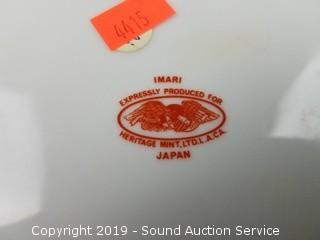 4415
IMARI
EXPRESSLY PRODUCED FOR
HERITAGE MINT, LTD, L.A. CA.
JAPAN
Copyright 2019 - Sound Auction Service